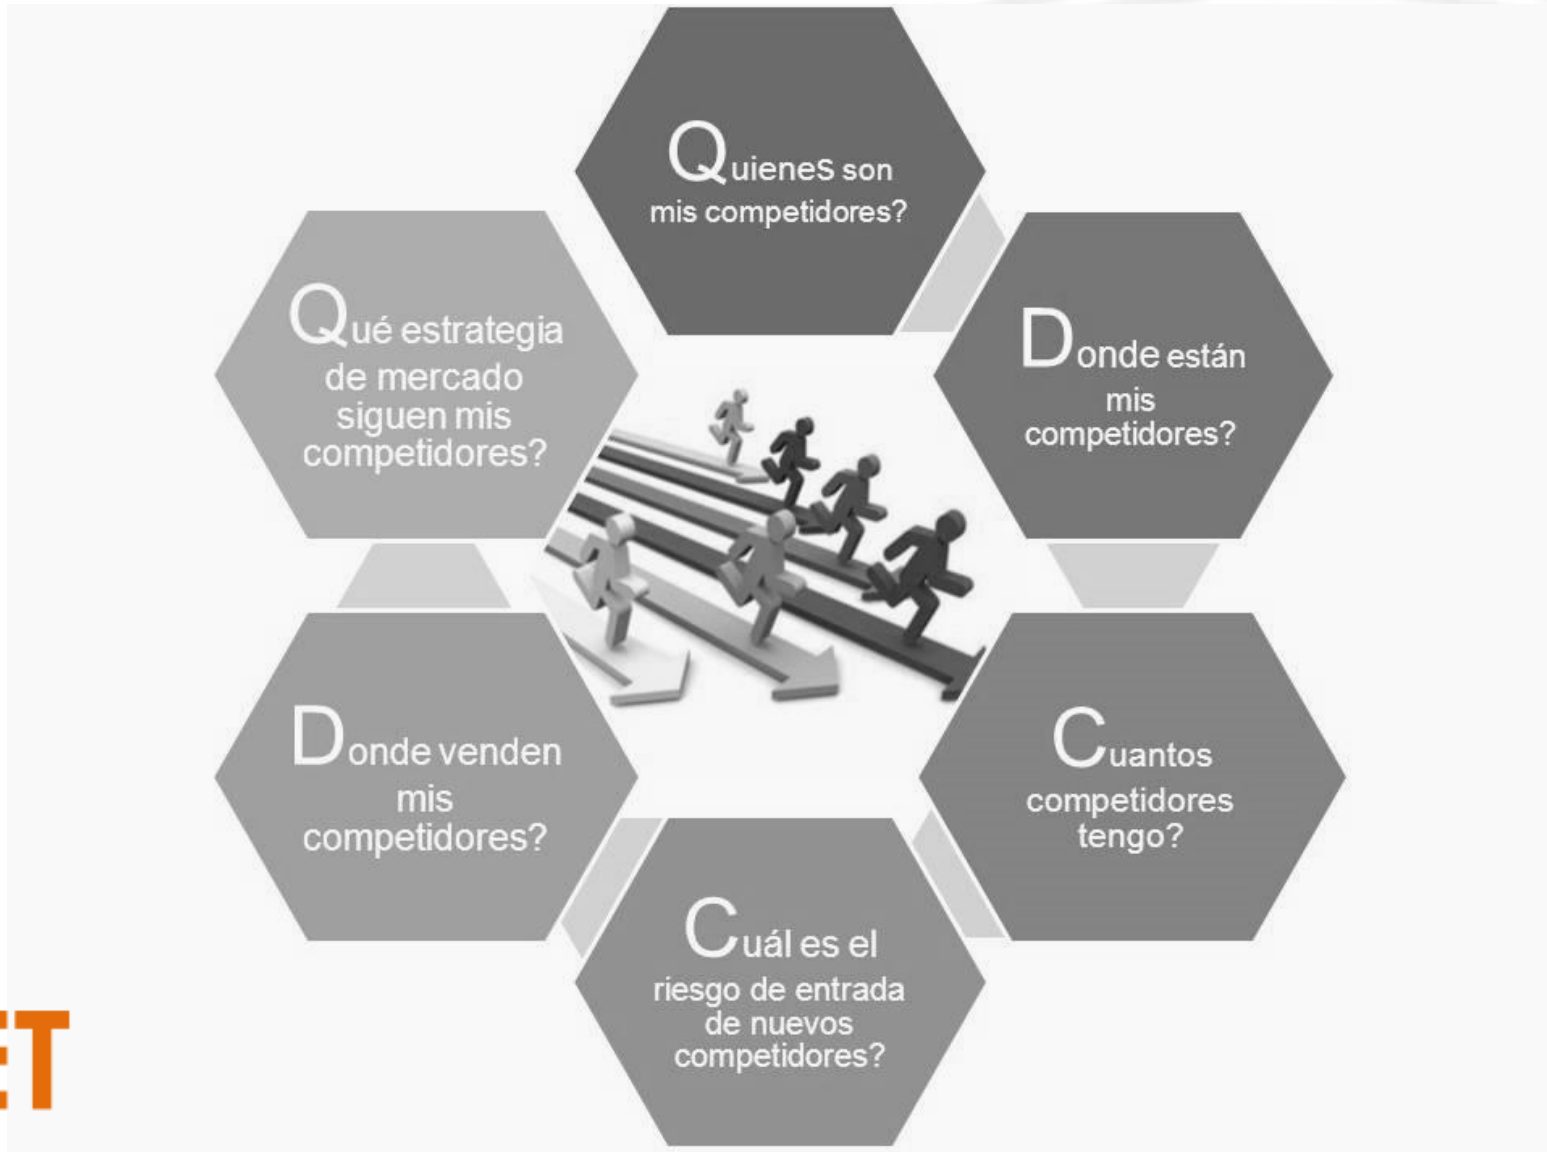 QuieneS son
mis competidores?
Donde están
mis
competidores?
Cuantos
competidores
tengo?
Cuál es el
riesgo de entrada
de nuevos
competidores?
Donde venden
mis
competidores?
Qué estrategia
de mercado
siguen mis
competidores?